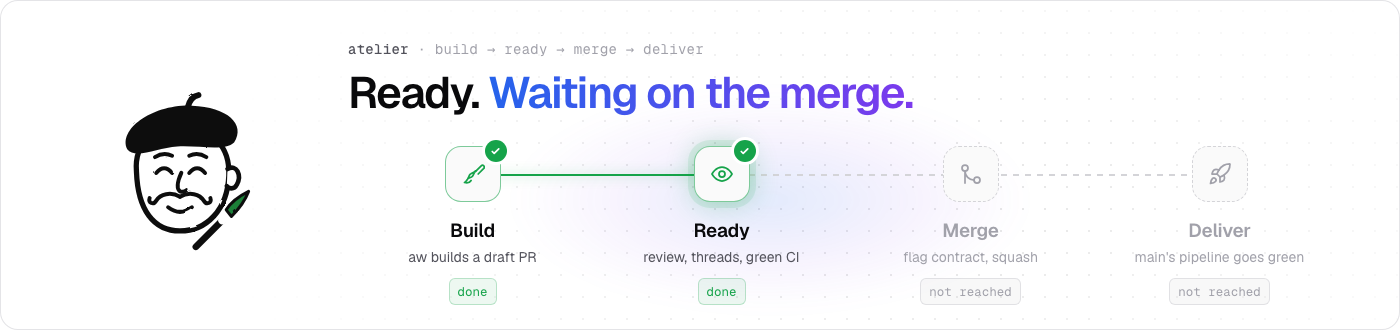 atelier · build → ready → merge → deliver
Ready. Waiting on the merge.
Build
aw builds a draft PR
done
Ready
review, threads, green CI
done
Merge
flag contract, squash
not reached
Deliver
main's pipeline goes green
not reached